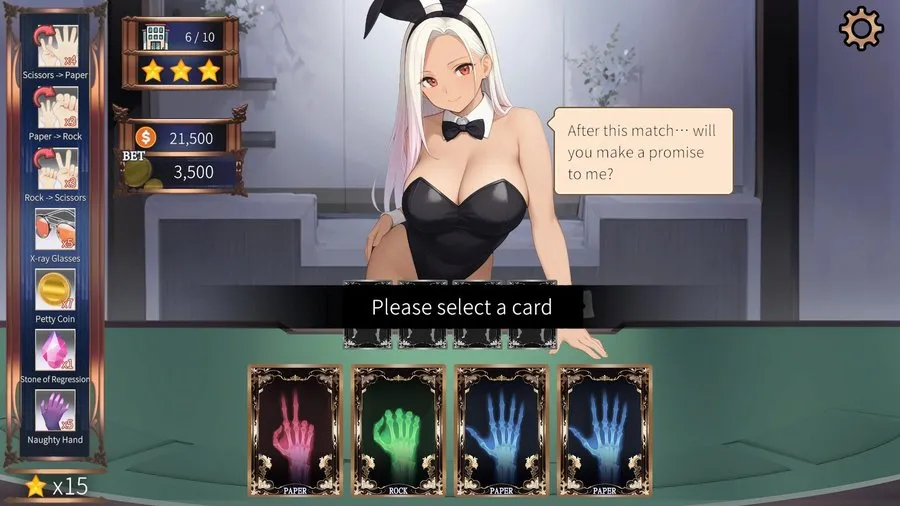 x4
Scissors -> Paper
x3
Paper -> Rock
x3
Rock -> Scissors
x5
X-ray Glasses
x7
Petty Coin
x1
Stone of Regression
x5
Naughty Hand
x15
6 / 10
$ 21,500
BET
3,500
After this match… will
you make a promise
to me?
Please select a card
PAPER
ROCK
PAPER
PAPER